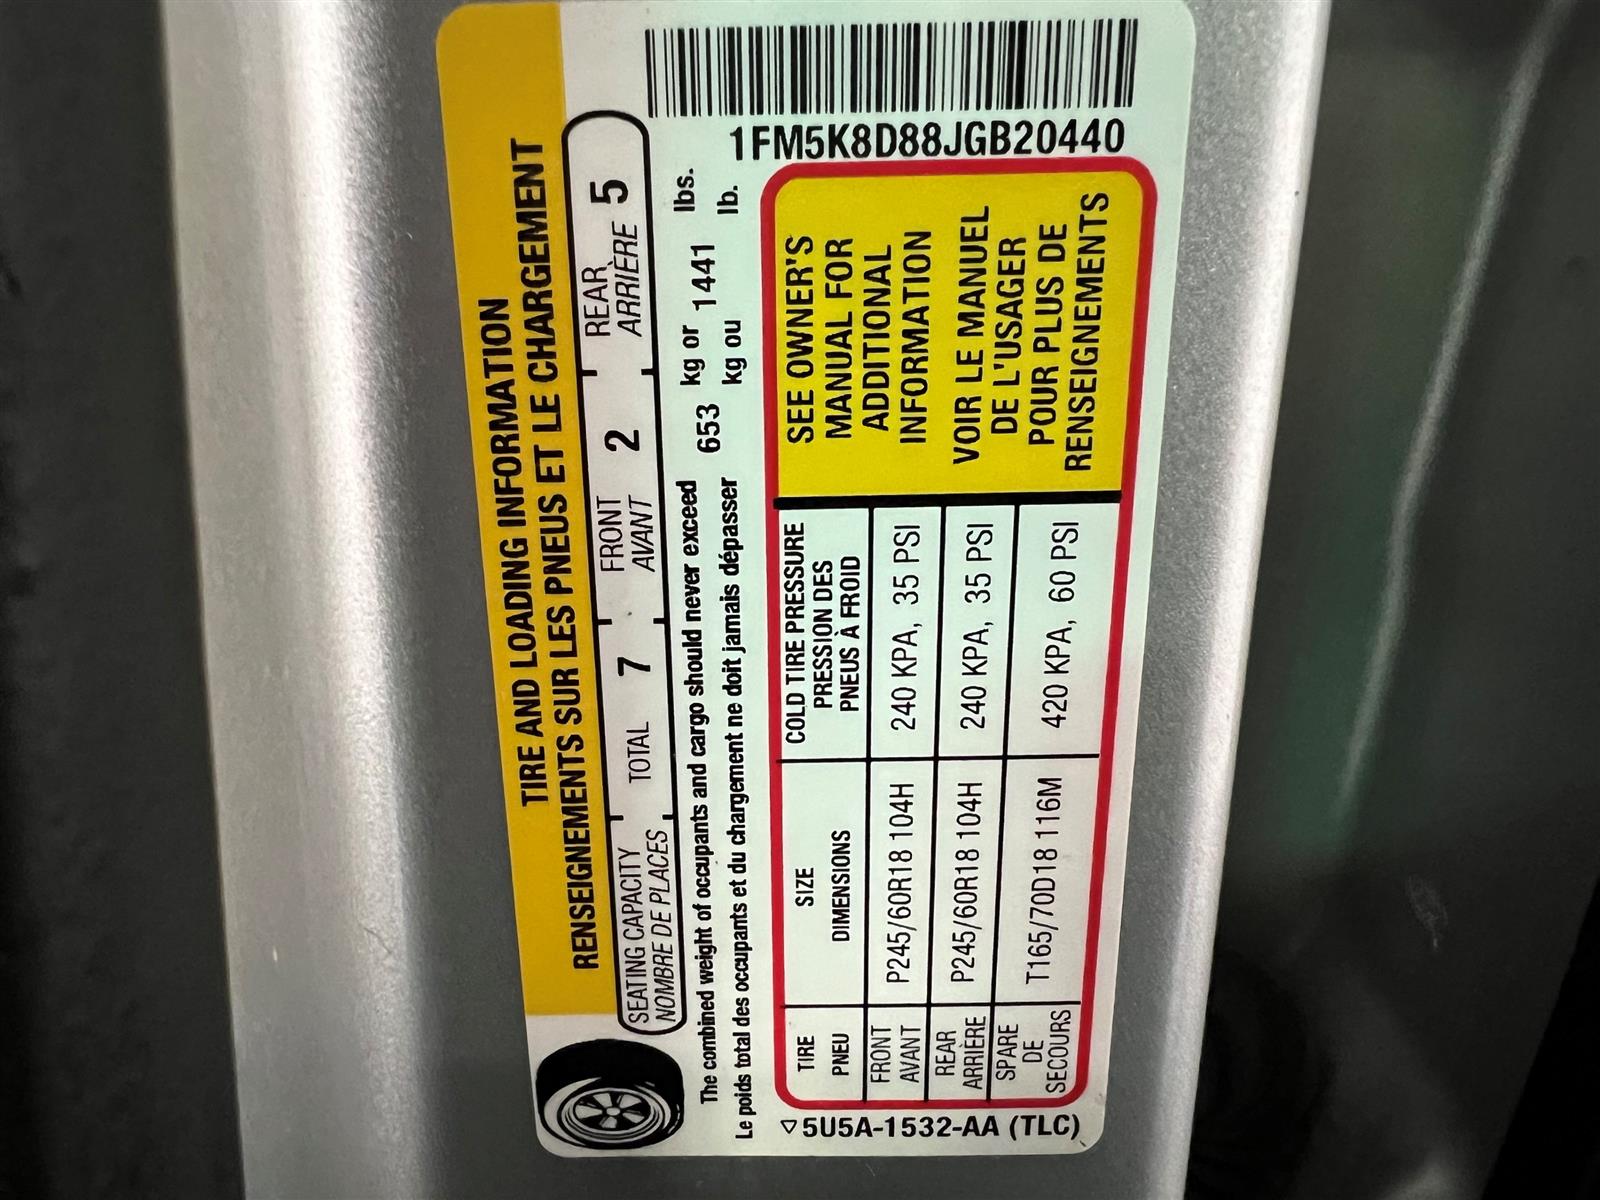 TIRE AND LOADING INFORMATION
RENSEIGNEMENTS SUR LES PNEUS ET LE CHARGEMENT
SEATING CAPACITY TOTAL 7 FRONT 2 REAR 5
NOMBRE DE PLACES AVANT ARRIÈRE
The combined weight of occupants and cargo should never exceed 653 kg or 1441 lbs.
Le poids total des occupants et du chargement ne doit jamais dépasser kg ou lb.
1FM5K8D88JGB20440
TIRE SIZE COLD TIRE PRESSURE
PNEU DIMENSIONS PRESSION DES
PNEUS À FROID
FRONT P245/60R18 104H 240 KPA, 35 PSI
AVANT
REAR P245/60R18 104H 240 KPA, 35 PSI
ARRIÈRE
SPARE T165/70D18 116M 420 KPA, 60 PSI
DE
SECOURS
SEE OWNER'S
MANUAL FOR
ADDITIONAL
INFORMATION
VOIR LE MANUEL
DE L'USAGER
POUR PLUS DE
RENSEIGNEMENTS
5U5A-1532-AA (TLC)